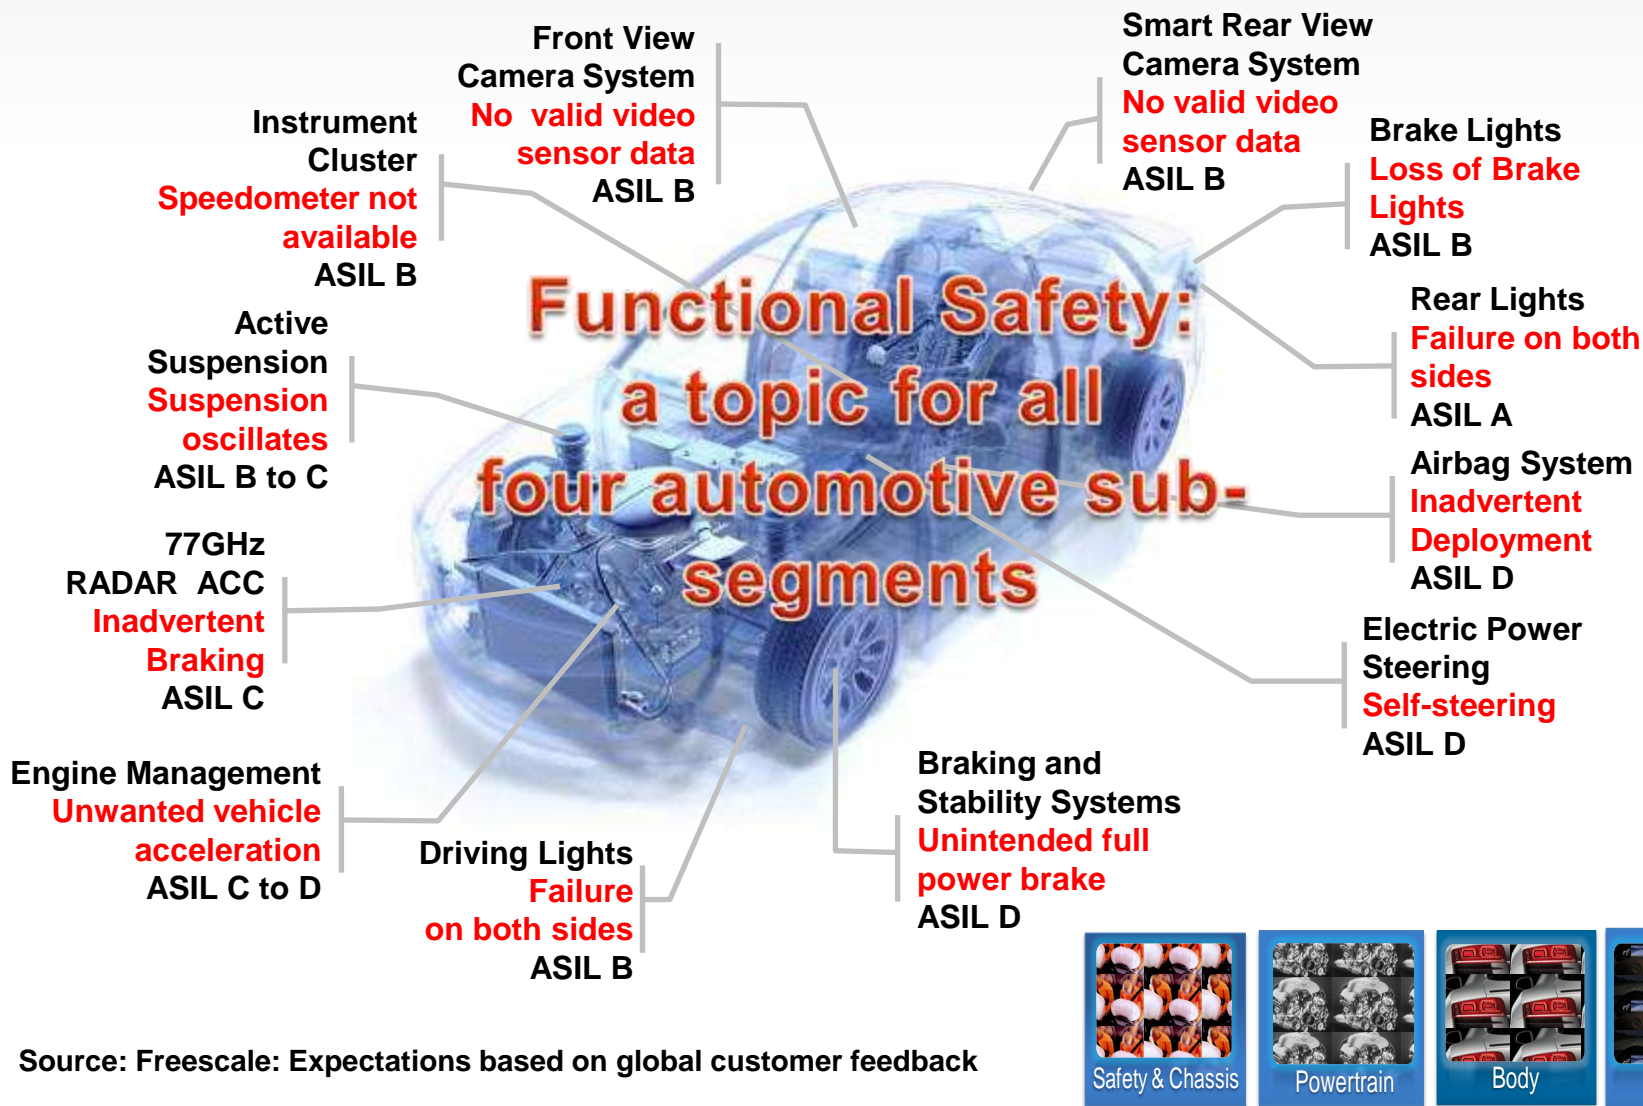 Front View
Camera System
No valid video
sensor data
ASIL B
Smart Rear View
Camera System
No valid video
sensor data
ASIL B
Instrument
Cluster
Speedometer not
available
ASIL B
Brake Lights
Loss of Brake
Lights
ASIL B
Functional Safety:
a topic for all
four automotive sub-
segments
Active
Suspension
Suspension
oscillates
ASIL B to C
Rear Lights
Failure on both
sides
ASIL A
Airbag System
Inadvertent
Deployment
ASIL D
77GHz
RADAR ACC
Inadvertent
Braking
ASIL C
Electric Power
Steering
Self-steering
ASIL D
Engine Management
Unwanted vehicle
acceleration
ASIL C to D
Driving Lights
Failure
on both sides
ASIL B
Braking and
Stability Systems
Unintended full
power brake
ASIL D
Safety & Chassis
Powertrain
Body
Source: Freescale: Expectations based on global customer feedback